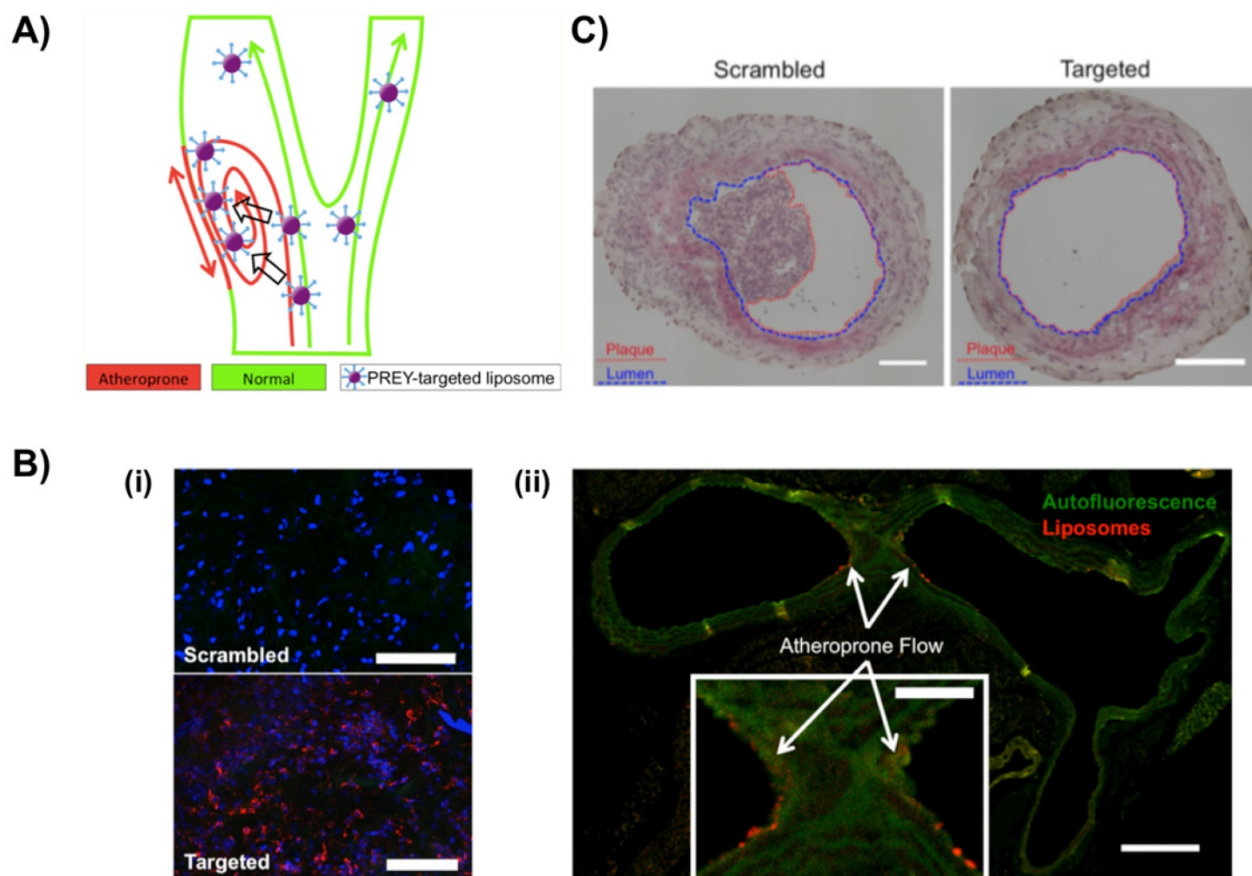 A)
Atheroprone
Normal
PREY-targeted liposome
C)
Scrambled
Targeted
Plaque
Lumen
Plaque
Lumen
B)
(i)
Scrambled
Targeted
(ii)
Autofluorescence
Liposomes
Atheroprone Flow